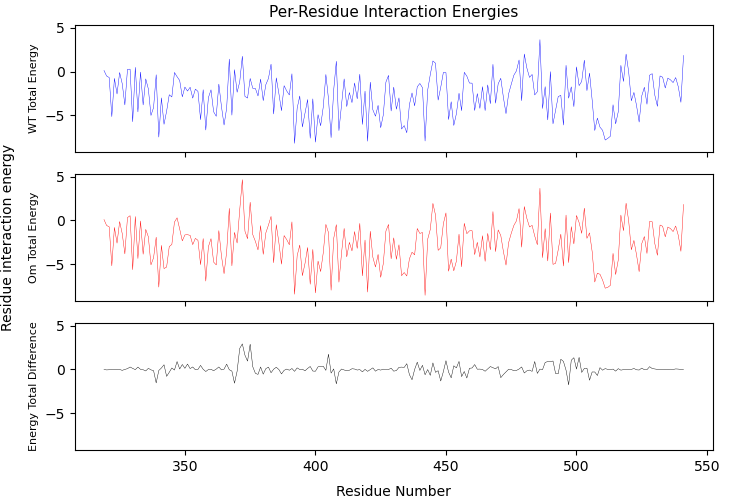 Per-Residue Interaction Energies
Residue interaction energy
WT Total Energy
5
0
−5
Om Total Energy
5
0
−5
Energy Total Difference
5
0
−5
350
400
450
500
550
Residue Number